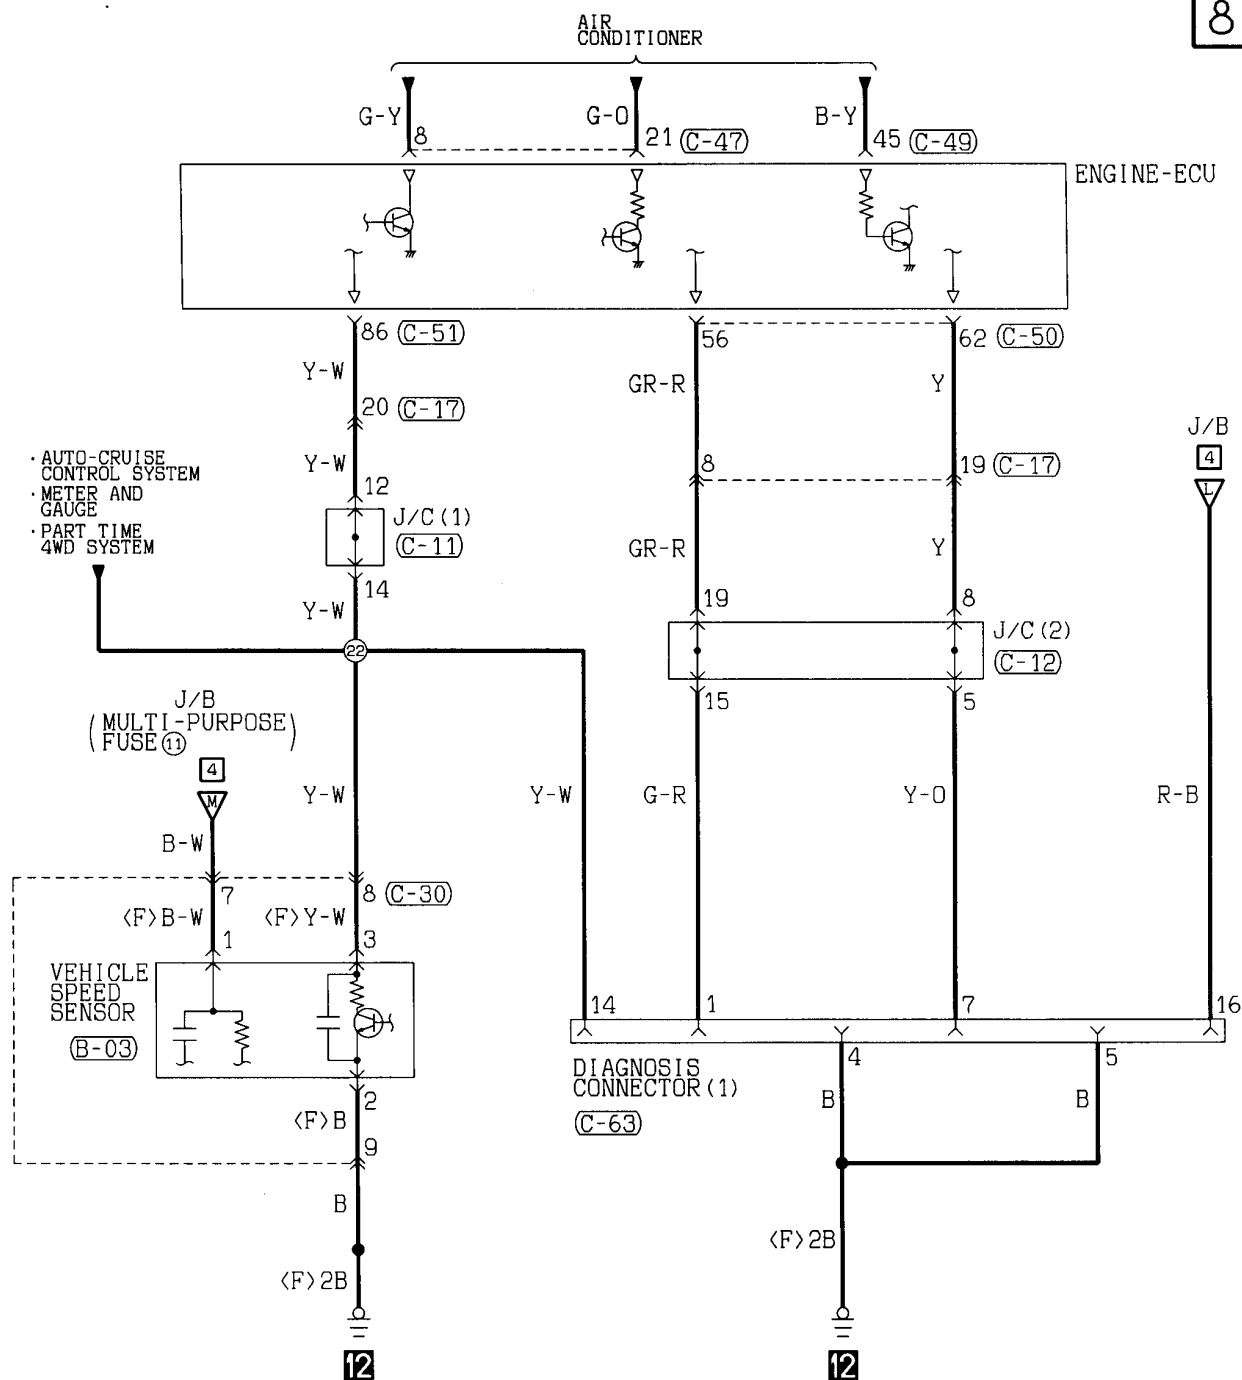 8
AIR
CONDITIONER
G-Y
G-O
B-Y
8
21 (C-47)
45 (C-49)
ENGINE-ECU
86 (C-51)
56
62 (C-50)
Y-W
GR-R
Y
20 (C-17)
J/B
4
L
· AUTO-CRUISE
CONTROL SYSTEM
· METER AND
GAUGE
· PART TIME
4WD SYSTEM
Y-W
8
19 (C-17)
12
J/C(1)
(C-11)
GR-R
Y
14
19
8
Y-W
J/C(2)
(C-12)
22
15
5
J/B
(MULTI-PURPOSE)
FUSE 11
4
M
Y-W
Y-W
G-R
Y-O
R-B
B-W
7
8 (C-30)
<F>B-W
<F>Y-W
1
3
VEHICLE
SPEED
SENSOR
(B-03)
14
1
7
16
4
5
DIAGNOSIS
CONNECTOR(1)
(C-63)
2
<F>B
B
B
9
B
<F>2B
<F>2B
12
12